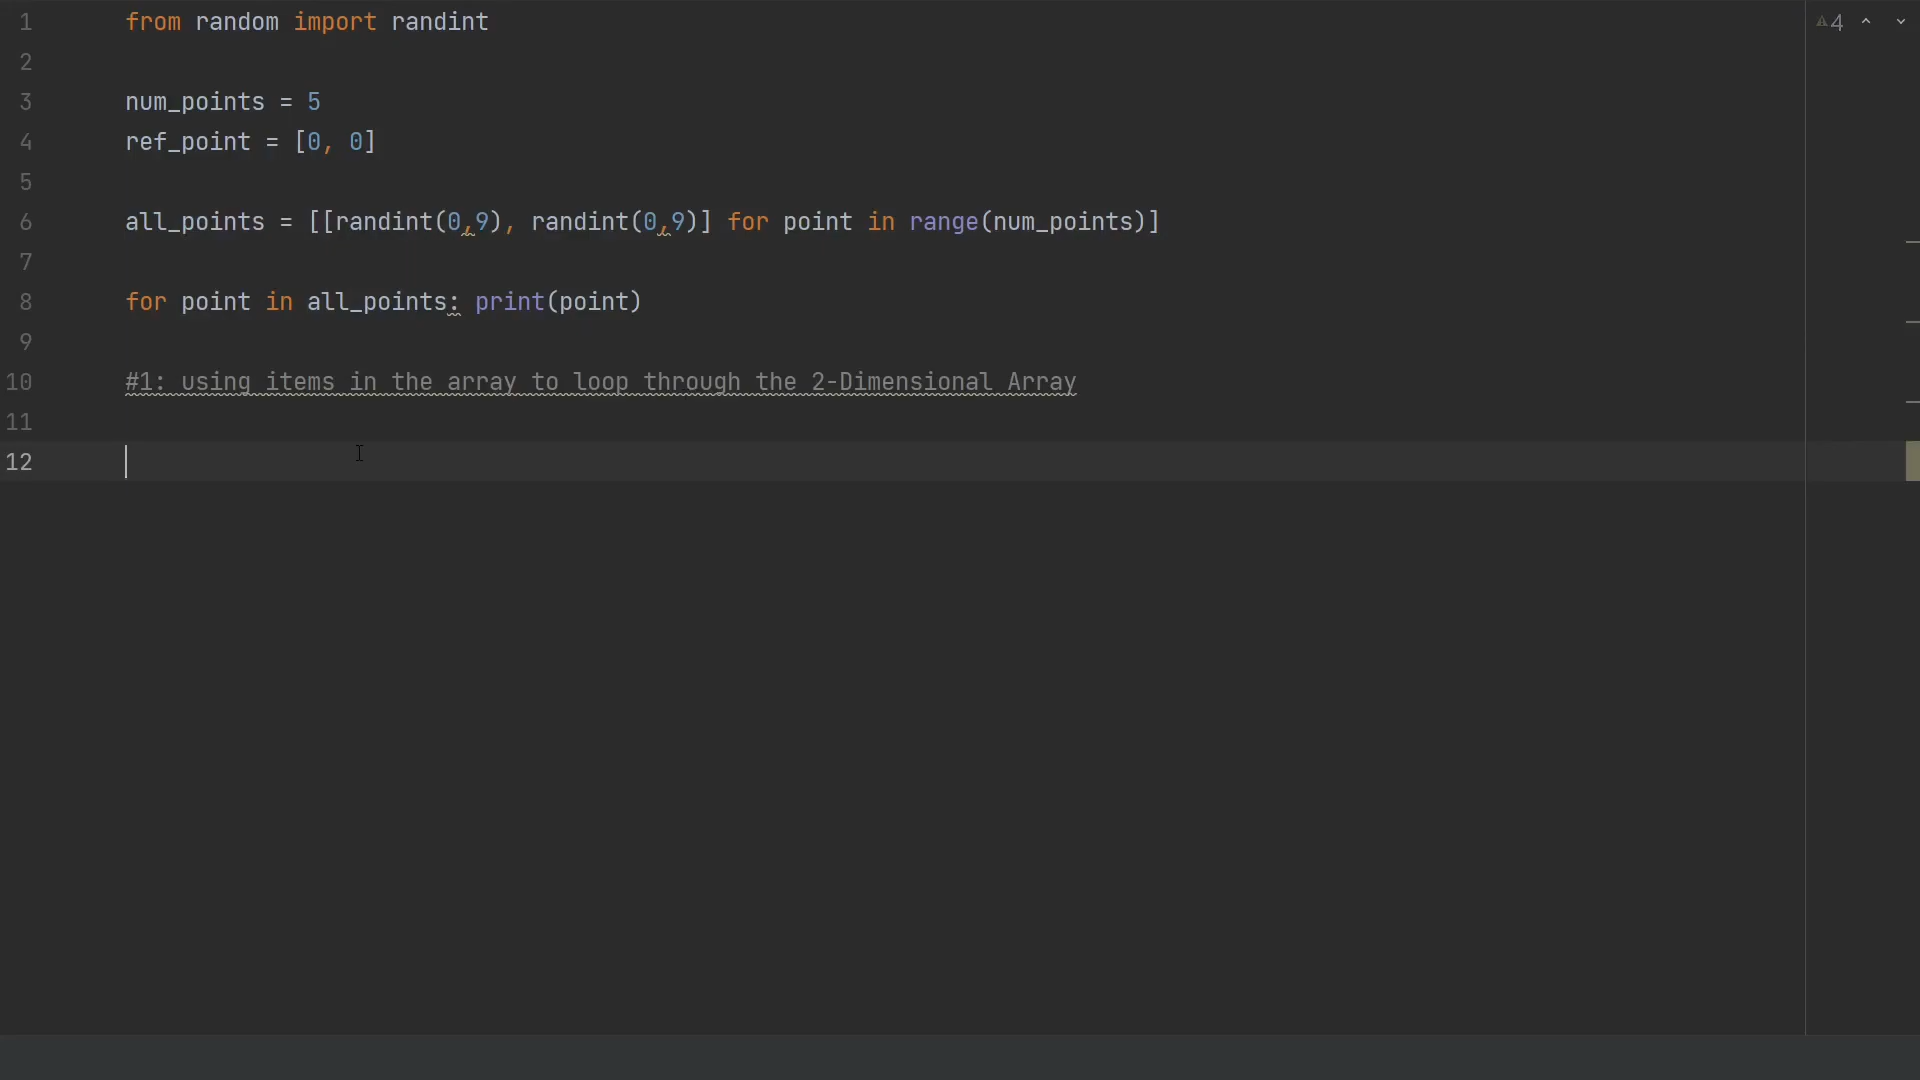 1 from random import randint
2
3 num_points = 5
4 ref_point = [0, 0]
5
6 all_points = [[randint(0,9), randint(0,9)] for point in range(num_points)]
7
8 for point in all_points: print(point)
9
10 #1: using items in the array to loop through the 2-Dimensional Array
11
12
4